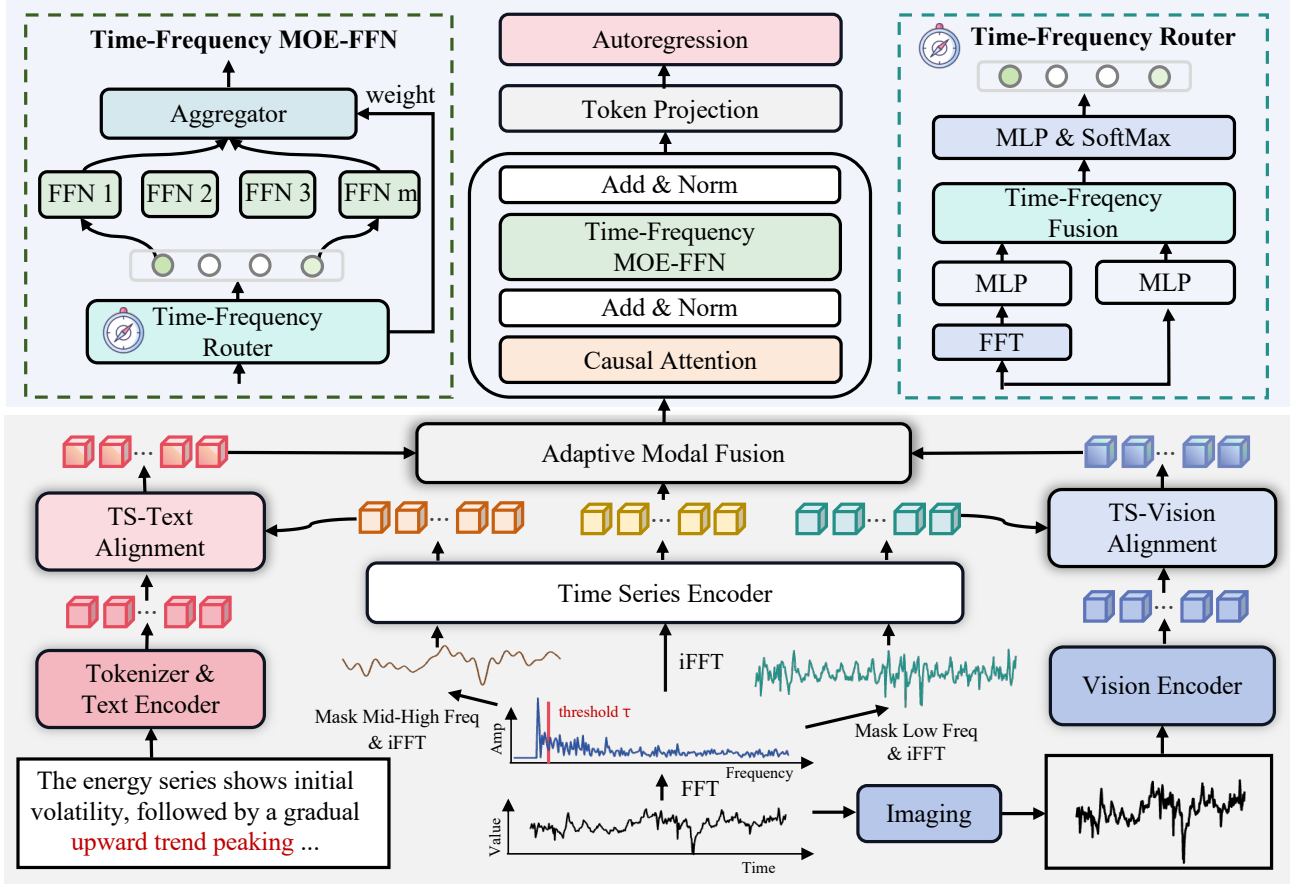 Time-Frequency MOE-FFN
Aggregator
weight
FFN 1
FFN 2
FFN 3
FFN m
Time-Frequency
Router
Autoregression
Token Projection
Add & Norm
Time-Frequency
MOE-FFN
Add & Norm
Causal Attention
Time-Frequency Router
MLP & SoftMax
Time-Freqency
Fusion
MLP
MLP
FFT
Adaptive Modal Fusion
...
...
TS-Text
Alignment
...
...
...
TS-Vision
Alignment
Time Series Encoder
...
...
Tokenizer &
Text Encoder
iFFT
Vision Encoder
Mask Mid-High Freq
& iFFT
Amp
threshold τ
Frequency
Mask Low Freq
& iFFT
FFT
The energy series shows initial
volatility, followed by a gradual
upward trend peaking ...
Value
Time
Imaging